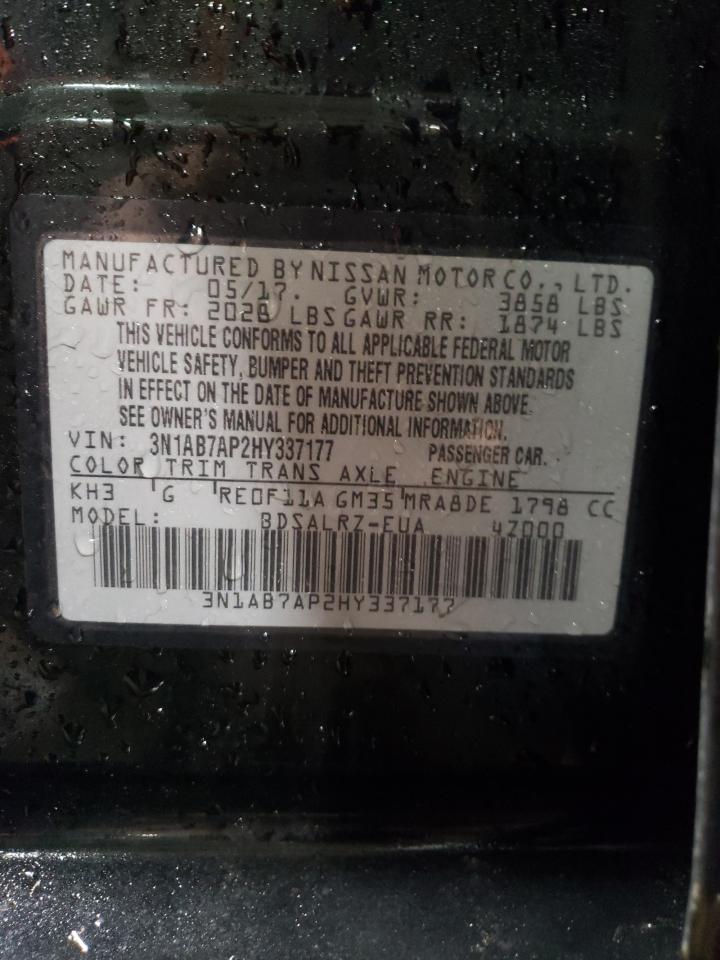 MANUFACTURED BY NISSAN MOTOR CO., LTD.
DATE: 05/17. GVWR: 3858 LBS
GAWR FR: 2028 LBS GAWR RR: 1874 LBS
THIS VEHICLE CONFORMS TO ALL APPLICABLE FEDERAL MOTOR
VEHICLE SAFETY, BUMPER AND THEFT PREVENTION STANDARDS
IN EFFECT ON THE DATE OF MANUFACTURE SHOWN ABOVE.
SEE OWNER'S MANUAL FOR ADDITIONAL INFORMATION.
VIN: 3N1AB7AP2HY337177 PASSENGER CAR.
COLOR TRIM TRANS AXLE ENGINE
KH3 G RE0F11A GM35 MRA8DE 1798 CC
MODEL: BDSALRZ-EUA 4Z000
3N1AB7AP2HY337177